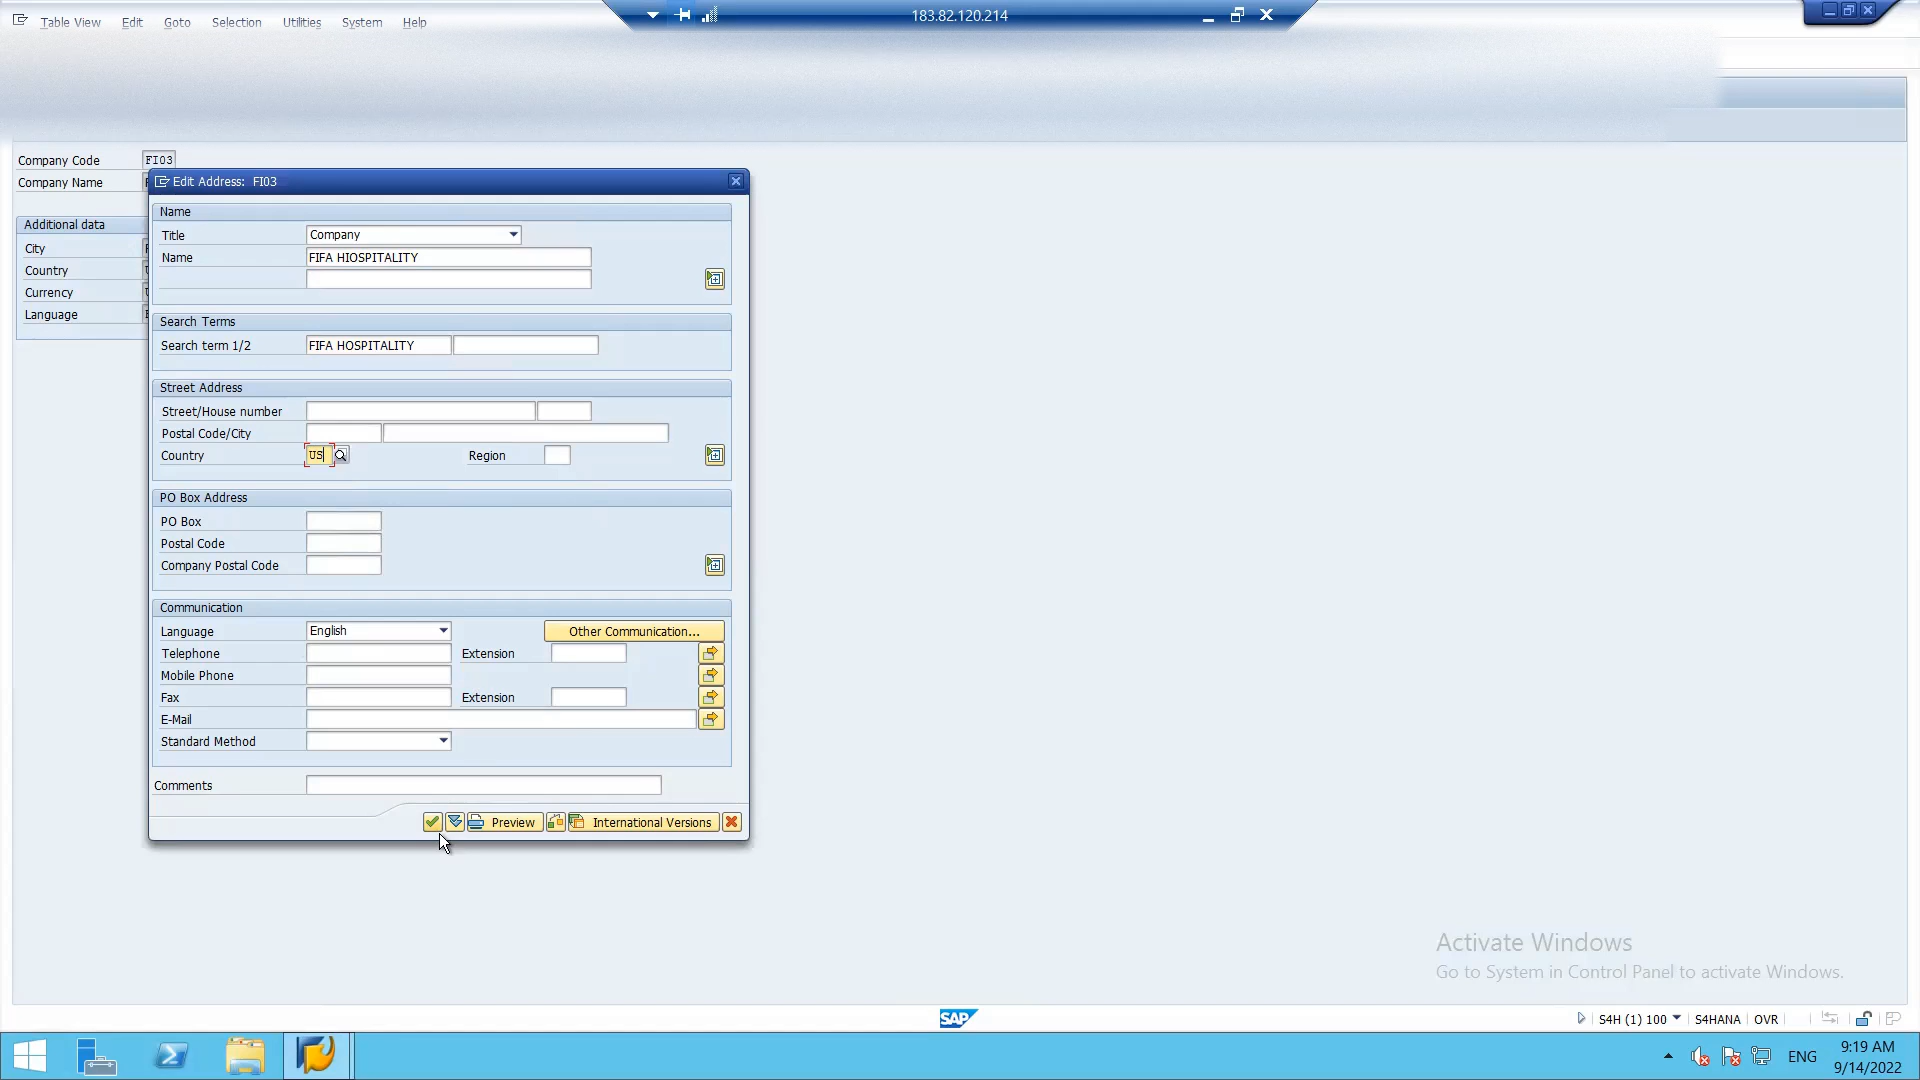 183.82.120.214
Table View Edit Goto Selection Utilities System Help
Company Code FI03
Company Name
Additional data
City
Country
Currency
Language
Edit Address: FI03
Name
Title Company
Name FIFA HIOSPITALITY
Search Terms
Search term 1/2 FIFA HOSPITALITY
Street Address
Street/House number
Postal Code/City
Country US Region
PO Box Address
PO Box
Postal Code
Company Postal Code
Communication
Language English Other Communication...
Telephone Extension
Mobile Phone
Fax Extension
E-Mail
Standard Method
Comments
Preview International Versions
Activate Windows
Go to System in Control Panel to activate Windows.
SAP
S4H (1) 100 S4HANA OVR
ENG
9:19 AM
9/14/2022